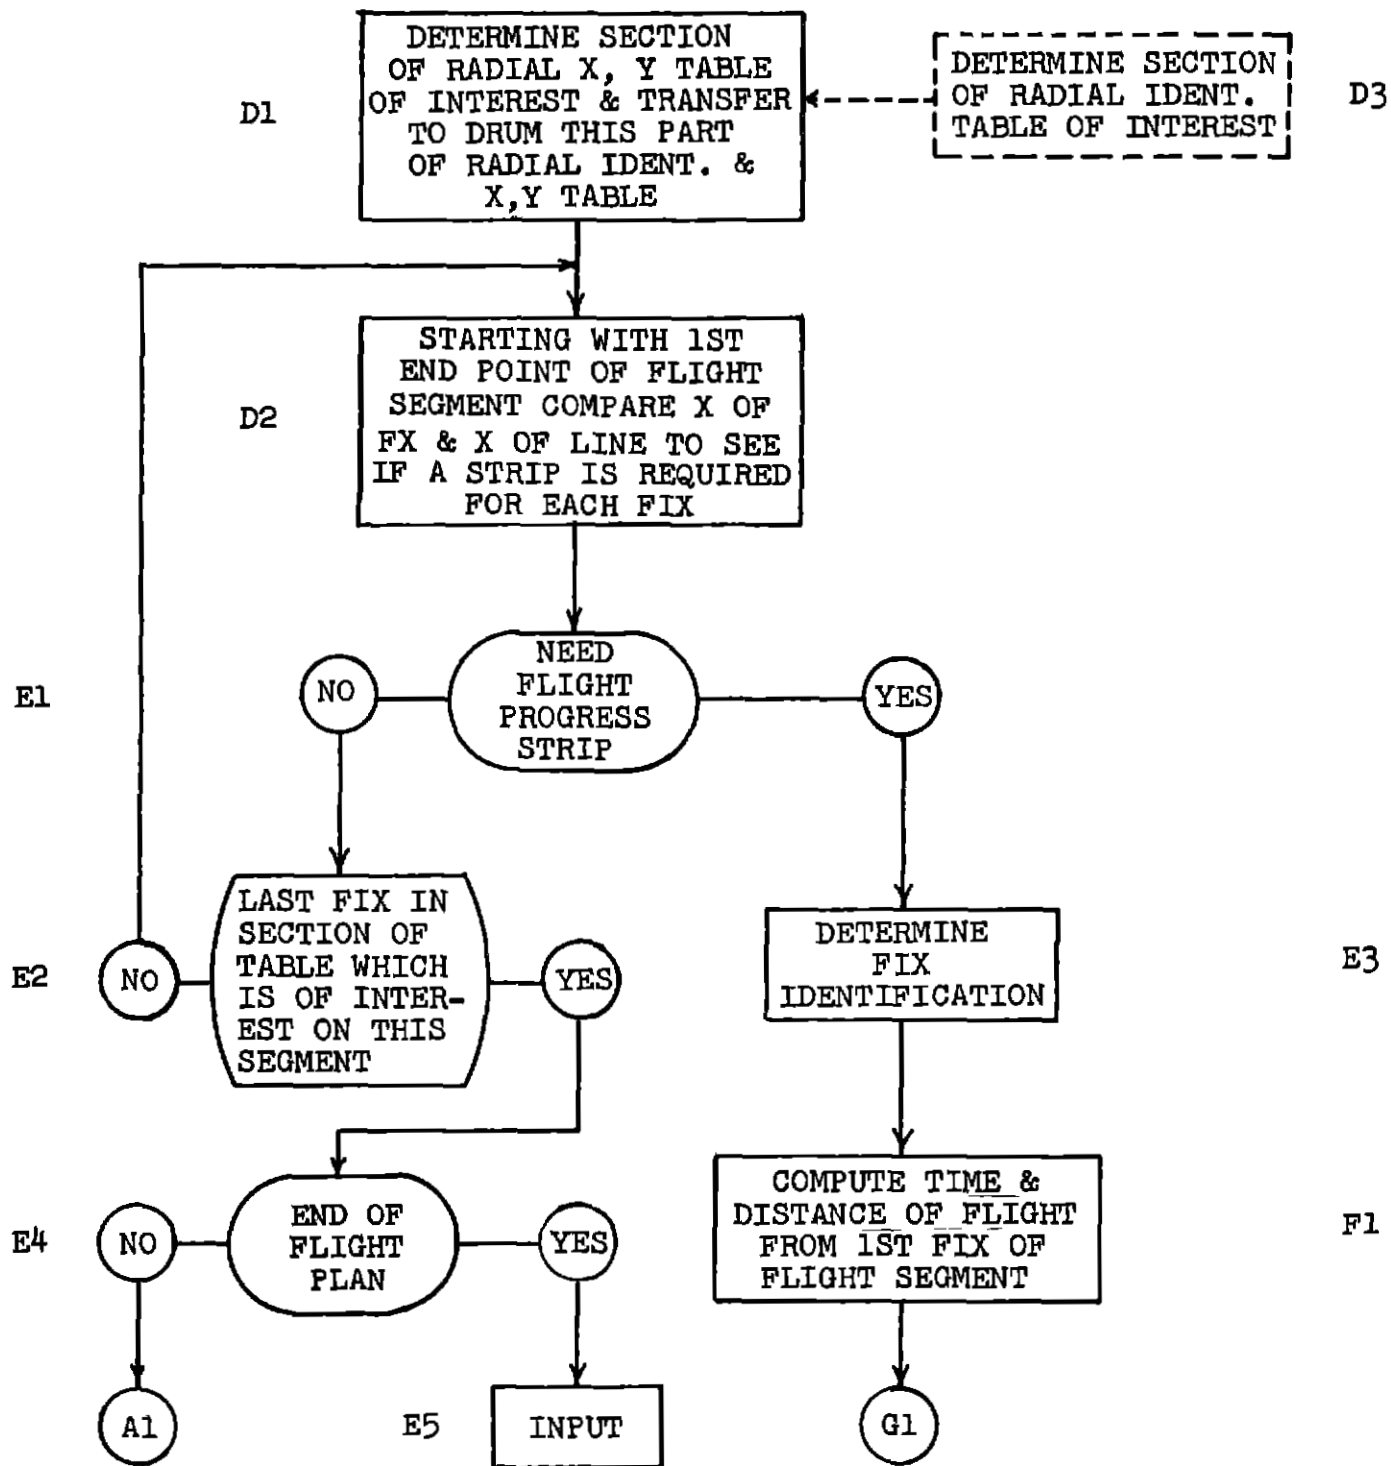 D1
DETERMINE SECTION
OF RADIAL X, Y TABLE
OF INTEREST & TRANSFER
TO DRUM THIS PART
OF RADIAL IDENT. &
X,Y TABLE
DETERMINE SECTION
OF RADIAL IDENT.
TABLE OF INTEREST
D3
D2
STARTING WITH 1ST
END POINT OF FLIGHT
SEGMENT COMPARE X OF
FX & X OF LINE TO SEE
IF A STRIP IS REQUIRED
FOR EACH FIX
E1
NO
NEED
FLIGHT
PROGRESS
STRIP
YES
E2
NO
LAST FIX IN
SECTION OF
TABLE WHICH
IS OF INTER-
EST ON THIS
SEGMENT
YES
DETERMINE
FIX
IDENTIFICATION
E3
E4
NO
END OF
FLIGHT
PLAN
YES
COMPUTE TIME &
DISTANCE OF FLIGHT
FROM 1ST FIX OF
FLIGHT SEGMENT
F1
A1
E5
INPUT
G1